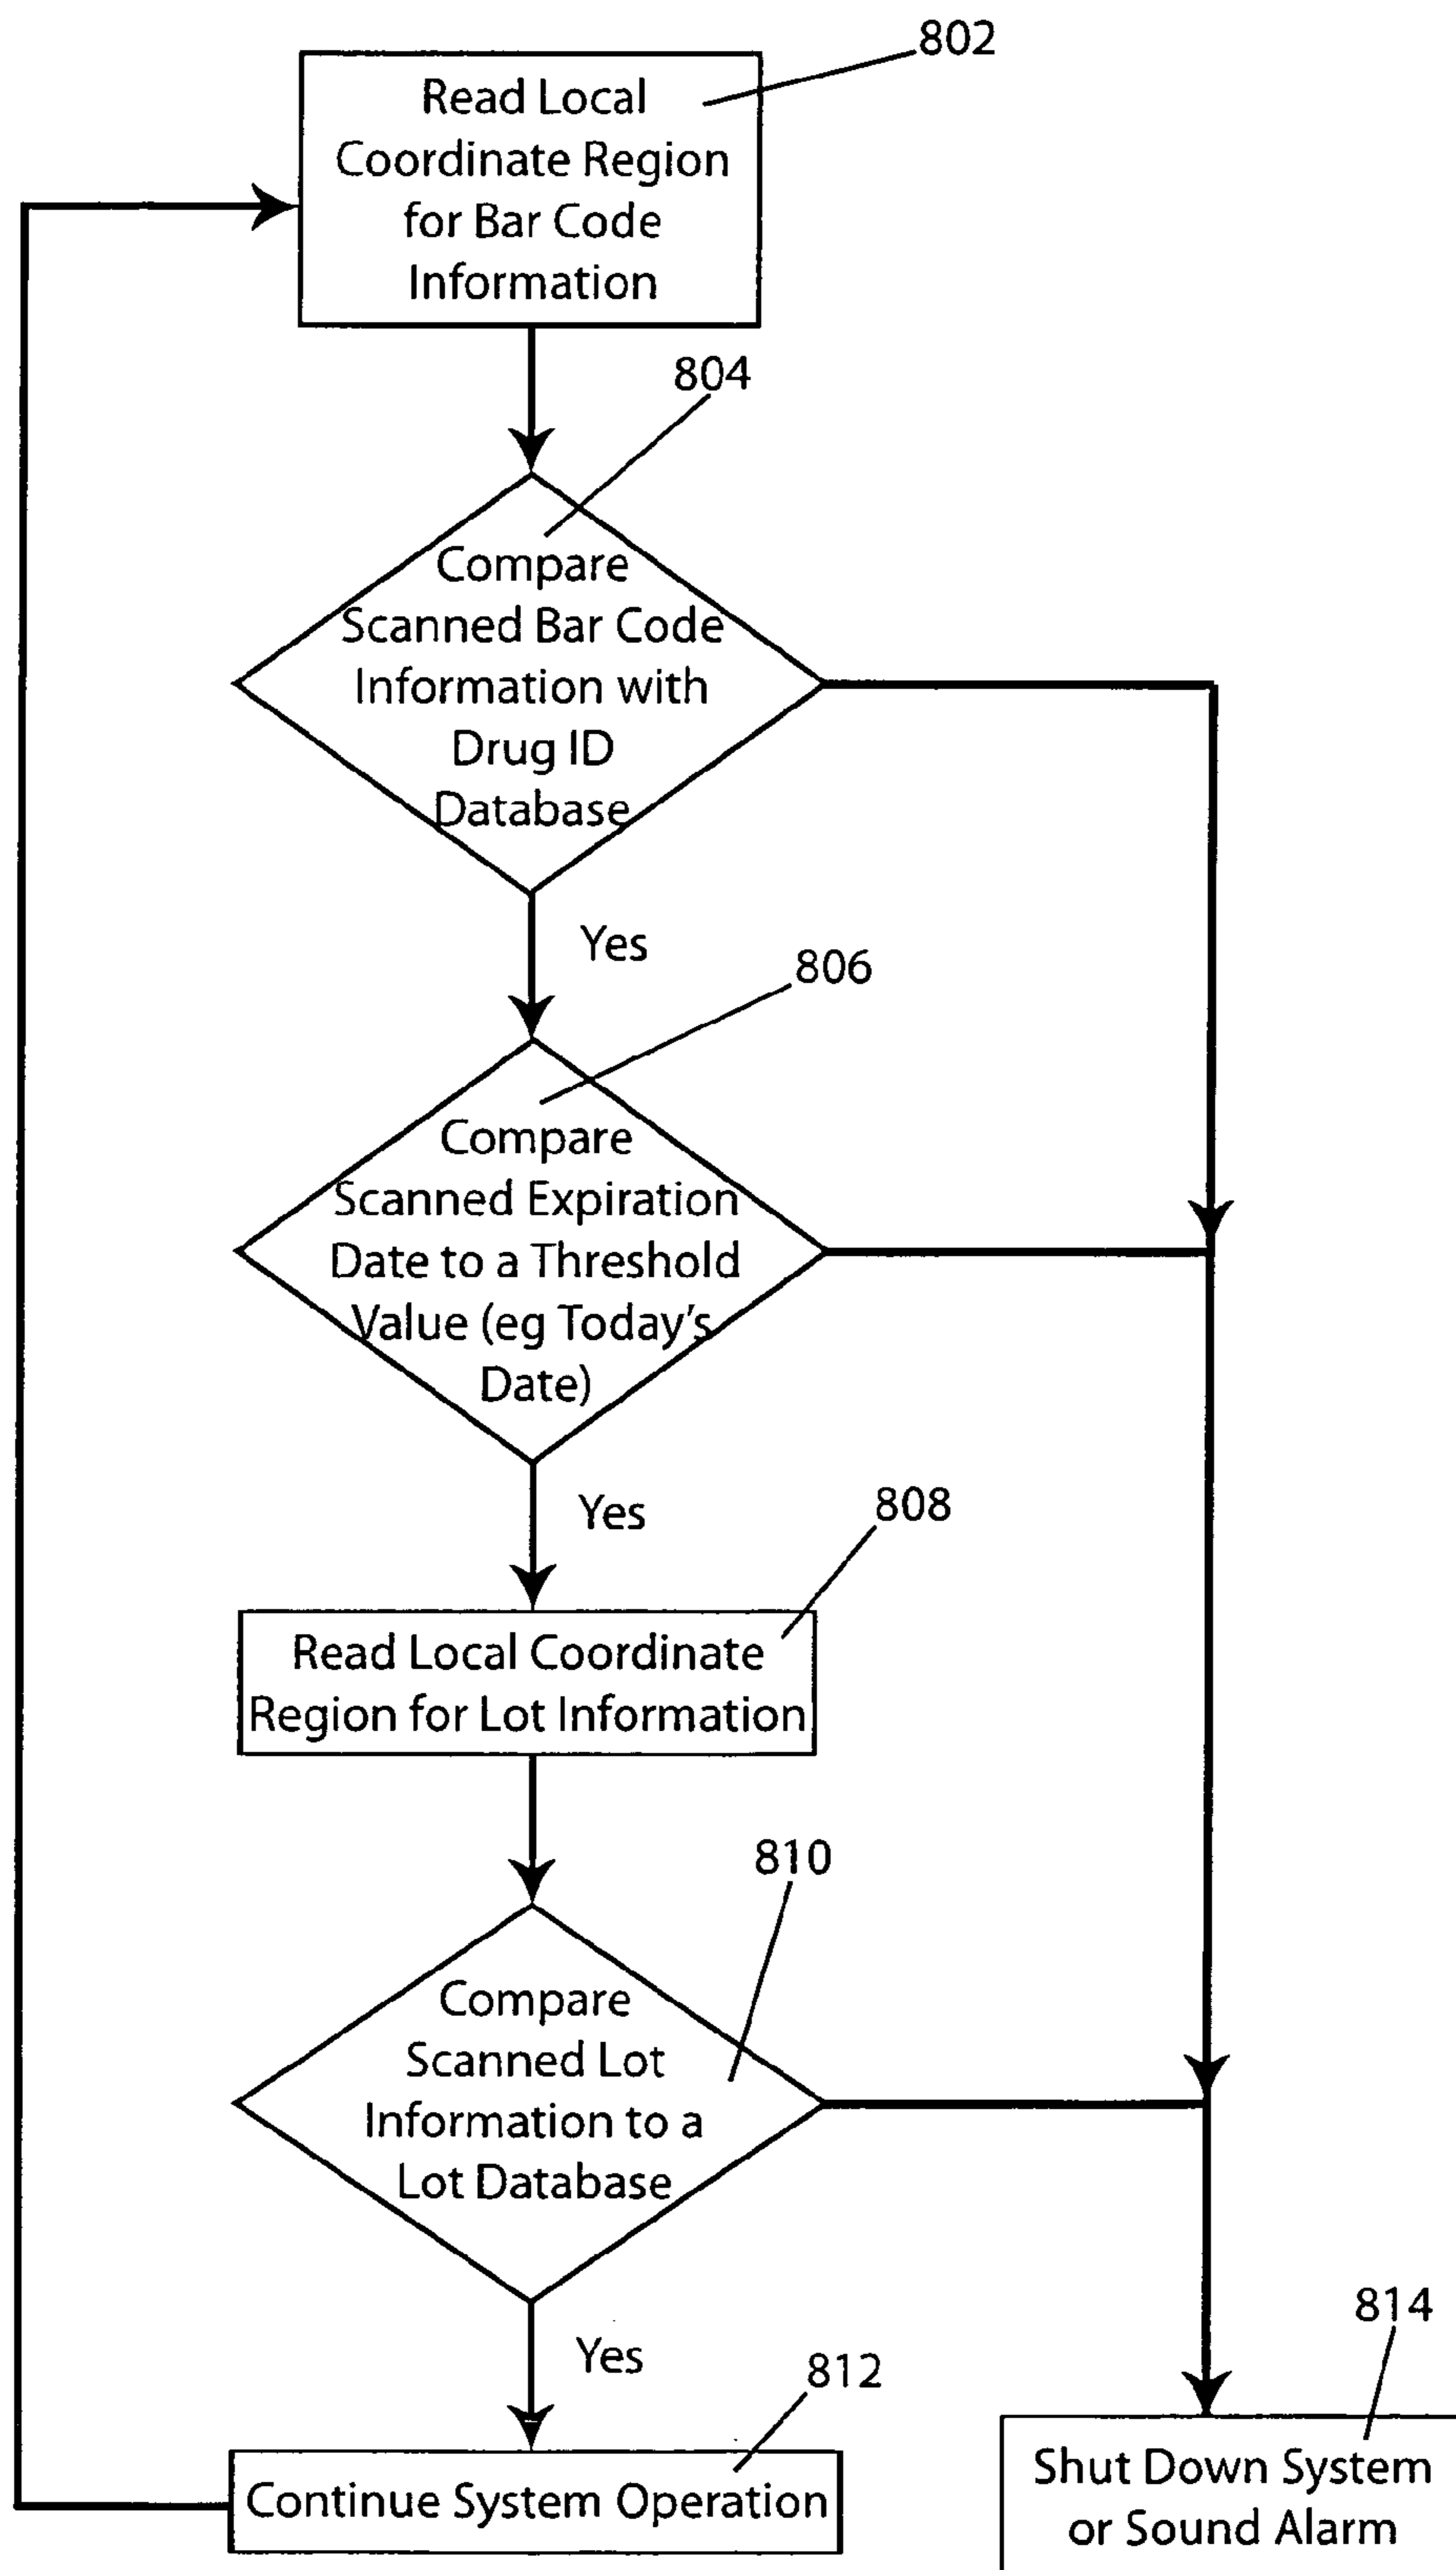 802
Read Local
Coordinate Region
for Bar Code
Information
804
Compare
Scanned Bar Code
Information with
Drug ID
Database
Yes
806
Compare
Scanned Expiration
Date to a Threshold
Value (eg Today's
Date)
Yes
808
Read Local Coordinate
Region for Lot Information
810
Compare
Scanned Lot
Information to a
Lot Database
Yes
812
Continue System Operation
814
Shut Down System
or Sound Alarm